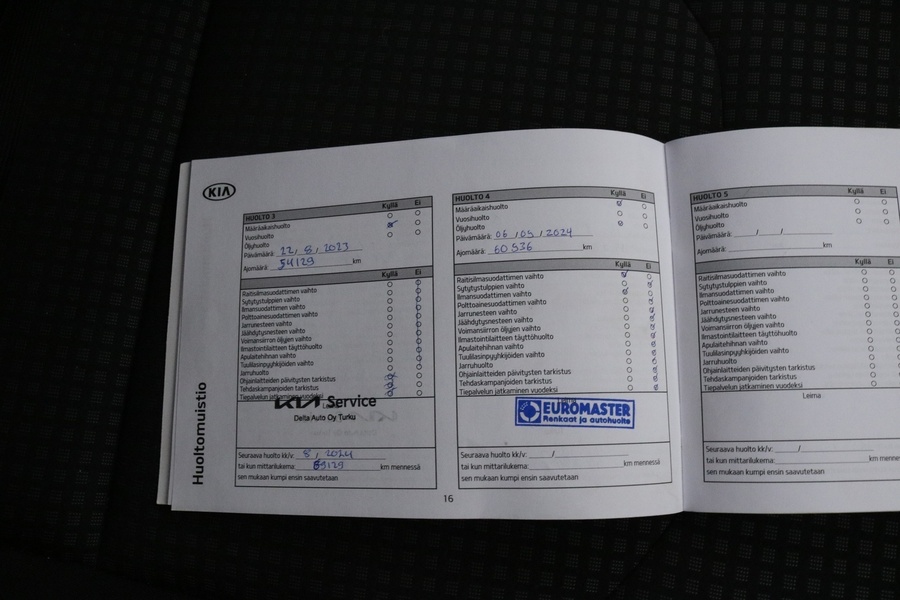 KIA
Huoltomuistio
HUOLTO 3
Kyllä Ei
Määräaikaishuolto
Vuosihuolto
Öljyhuolto
Päivämäärä: 22, 8, 2023
Ajomäärä: 54129 km
Kyllä Ei
Raitisilmasuodattimen vaihto
Sytytystulppien vaihto
Ilmansuodattimen vaihto
Polttoainesuodattimen vaihto
Jarrunesteen vaihto
Jäähdytysnesteen vaihto
Voimansiirron öljyjen vaihto
Ilmastointilaitteen täyttöhuolto
Apulaitehihnan vaihto
Tuulilasinpyyhkijöiden vaihto
Jarruhuolto
Ohjainlaitteiden päivitysten tarkistus
Tehdaskampanjoiden tarkistus
Tiepalvelun jatkaminen vuodeksi
KIA Service
Delta Auto Oy Turku
Seuraava huolto kk/v: 8, 2024
tai kun mittarilukema: 69129 km mennessä
sen mukaan kumpi ensin saavutetaan
HUOLTO 4
Kyllä Ei
Määräaikaishuolto
Vuosihuolto
Öljyhuolto
Päivämäärä: 06 / 09 / 2024
Ajomäärä: 60536 km
Kyllä Ei
Raitisilmasuodattimen vaihto
Sytytystulppien vaihto
Ilmansuodattimen vaihto
Polttoainesuodattimen vaihto
Jarrunesteen vaihto
Jäähdytysnesteen vaihto
Voimansiirron öljyjen vaihto
Ilmastointilaitteen täyttöhuolto
Apulaitehihnan vaihto
Tuulilasinpyyhkijöiden vaihto
Jarruhuolto
Ohjainlaitteiden päivitysten tarkistus
Tehdaskampanjoiden tarkistus
Tiepalvelun jatkaminen vuodeksi
EUROMASTER
Renkaat ja autohuolto
Seuraava huolto kk/v: /
tai kun mittarilukema: km mennessä
sen mukaan kumpi ensin saavutetaan
16
HUOLTO 5
Kyllä Ei
Määräaikaishuolto
Vuosihuolto
Öljyhuolto
Päivämäärä: / /
Ajomäärä: km
Kyllä Ei
Raitisilmasuodattimen vaihto
Sytytystulppien vaihto
Ilmansuodattimen vaihto
Polttoainesuodattimen vaihto
Jarrunesteen vaihto
Jäähdytysnesteen vaihto
Voimansiirron öljyjen vaihto
Ilmastointilaitteen täyttöhuolto
Apulaitehihnan vaihto
Tuulilasinpyyhkijöiden vaihto
Jarruhuolto
Ohjainlaitteiden päivitysten tarkistus
Tehdaskampanjoiden tarkistus
Tiepalvelun jatkaminen vuodeksi
Leima
Seuraava huolto kk/v: /
tai kun mittarilukema: km mennessä
sen mukaan kumpi ensin saavutetaan